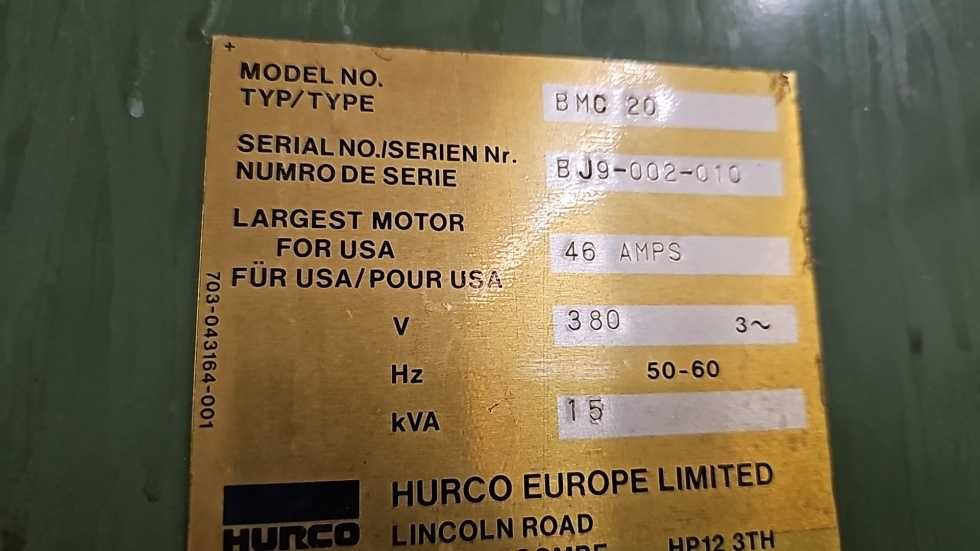 MODEL NO.
TYP/TYPE BMC 20
SERIAL NO./SERIEN Nr.
NUMRO DE SERIE BJ9-002-010
LARGEST MOTOR
FOR USA 46 AMPS
FÜR USA/POUR USA
V 380 3~
Hz 50-60
kVA 15
703-043164-001
HURCO
HURCO EUROPE LIMITED
LINCOLN ROAD
HP12 3TH